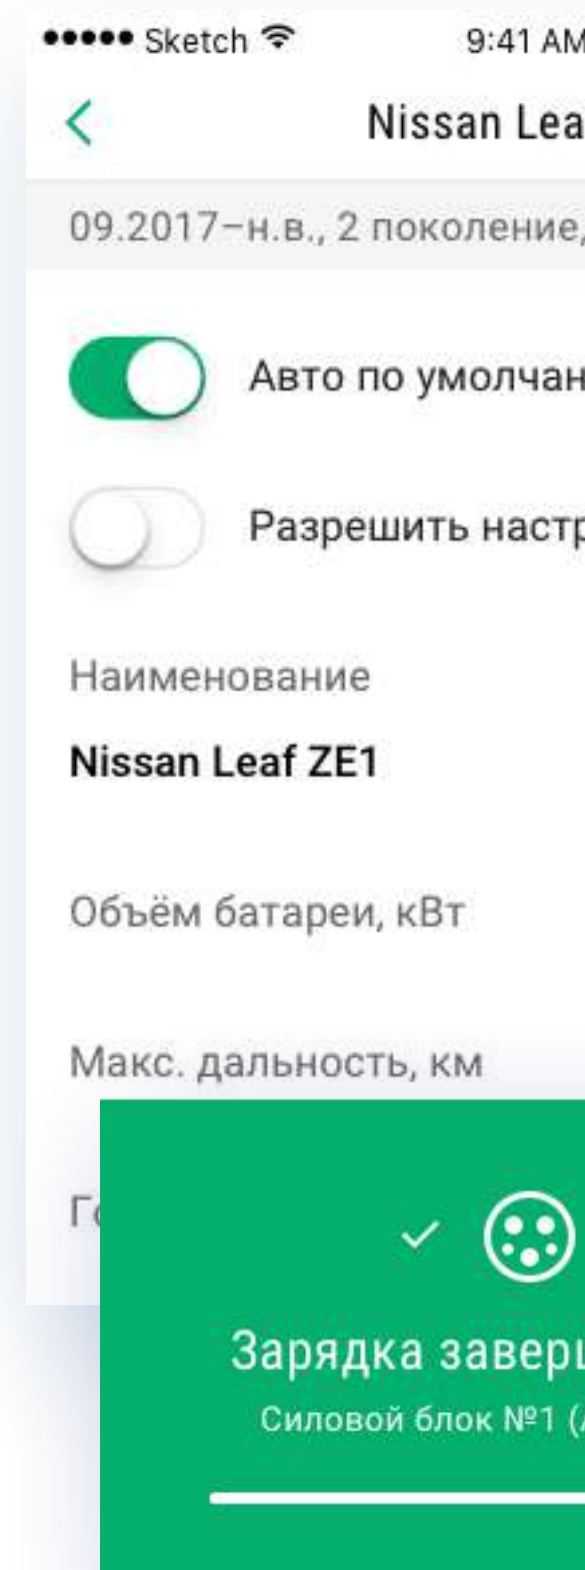 Sketch 9:41 AM
Nissan Lea
09.2017–н.в., 2 поколение,
Авто по умолчан
Разрешить настр
Наименование
Nissan Leaf ZE1
Объём батареи, кВт
Макс. дальность, км
Зарядка завер
Силовой блок №1 (